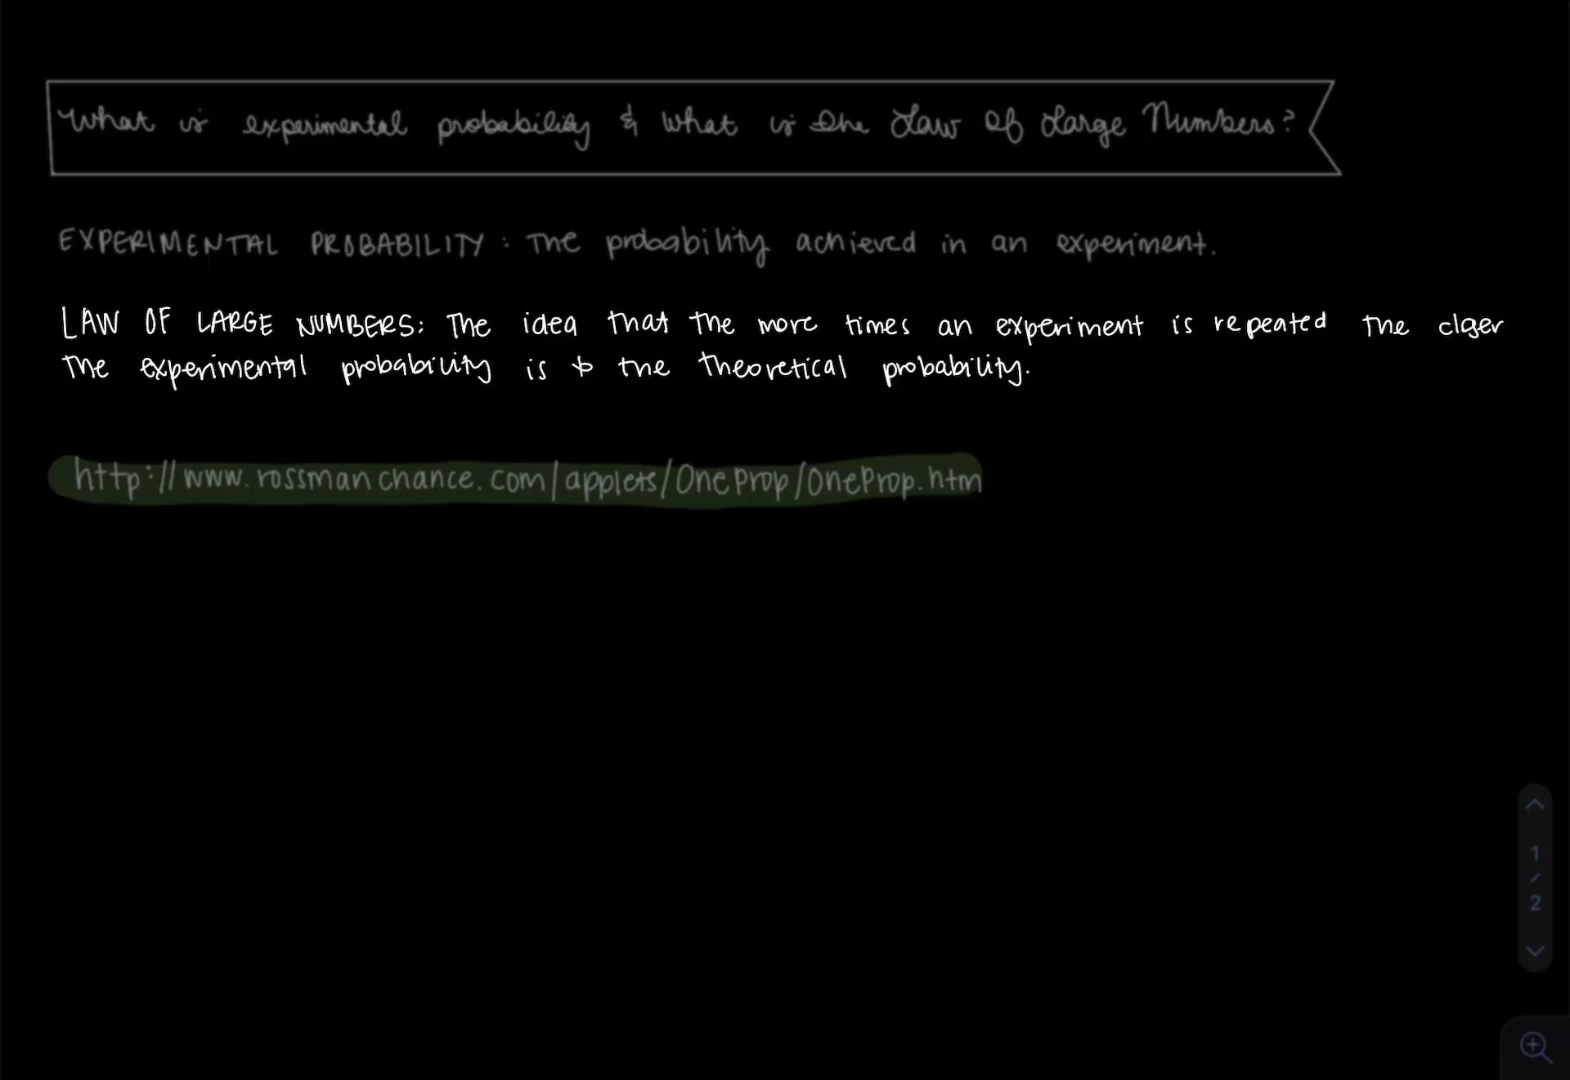 What is experimental probability & what is the Law of Large Numbers?
EXPERIMENTAL PROBABILITY: The probability achieved in an experiment.
LAW OF LARGE NUMBERS: The idea that the more times an experiment is repeated the closer
the experimental probability is to the theoretical probability.
http://www.rossmanchance.com/applets/OneProp/OneProp.htm
1
/
2